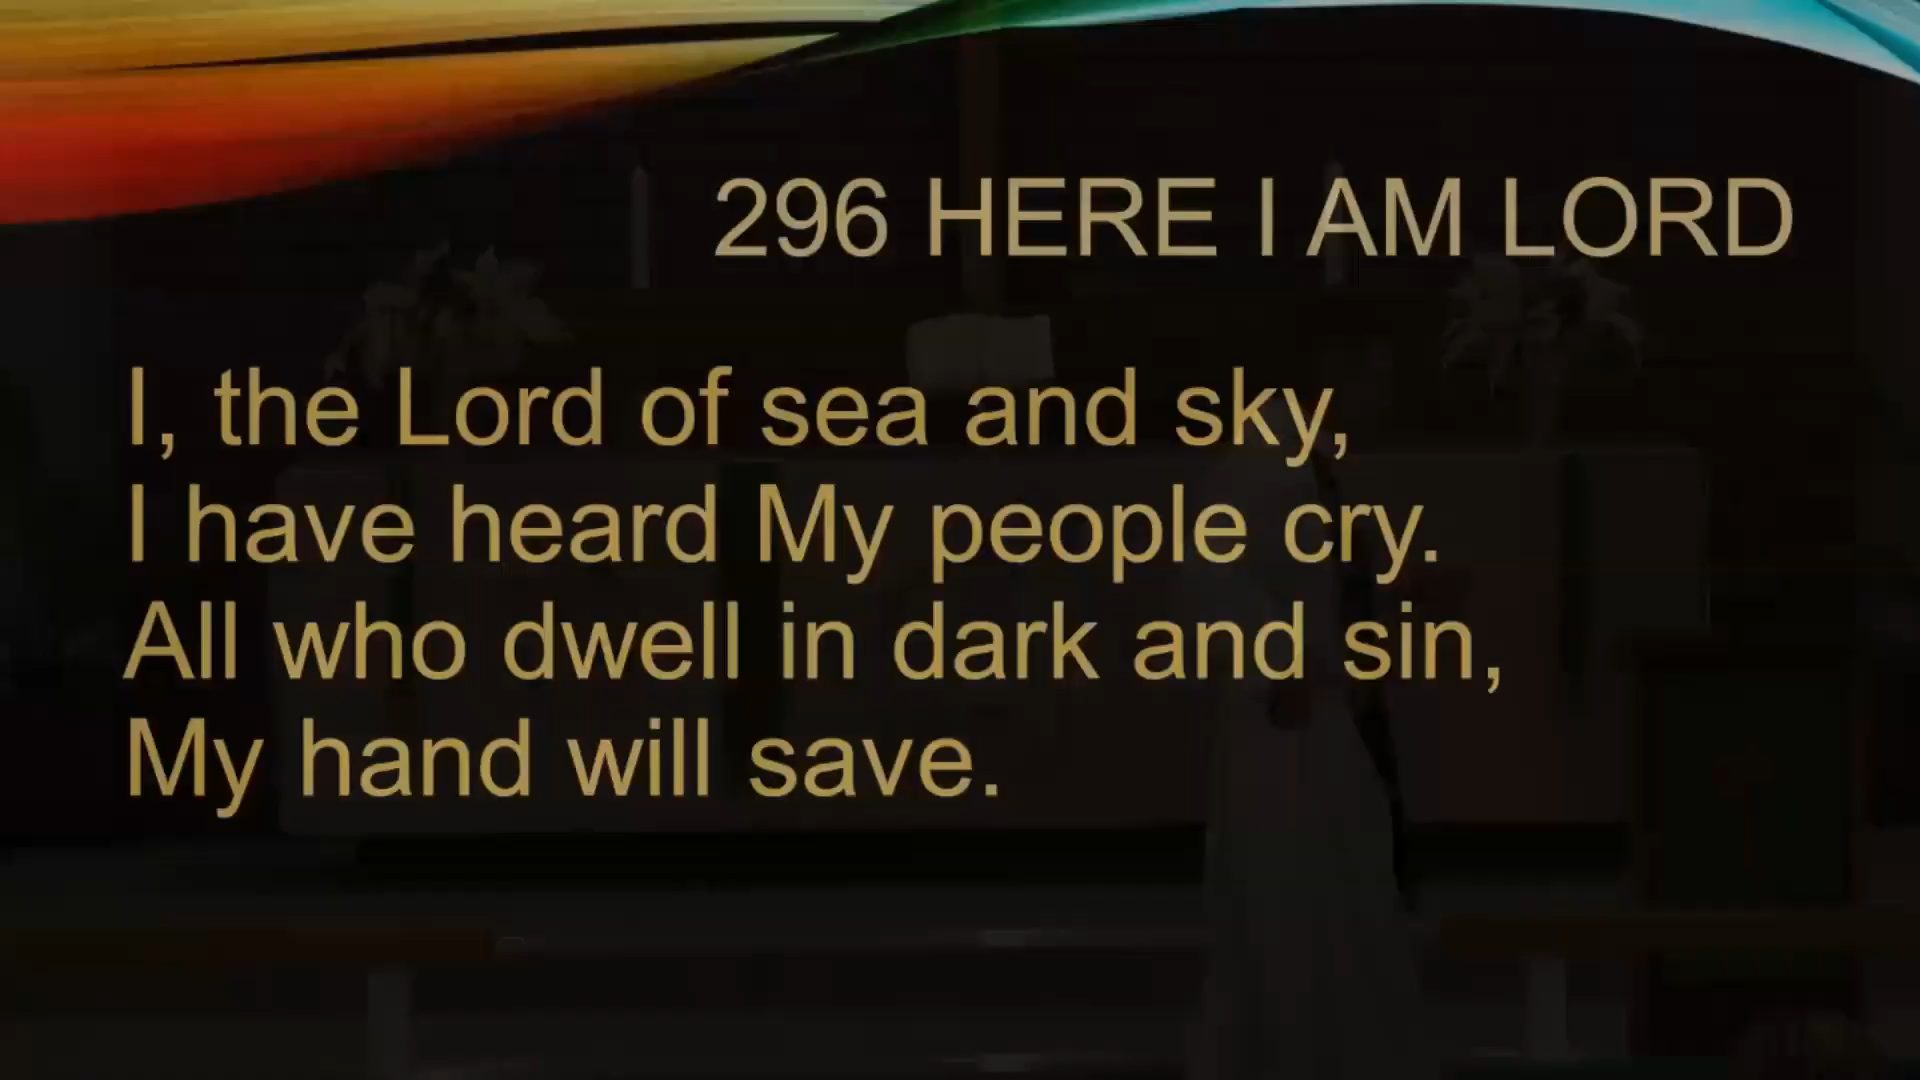 296 HERE I AM LORD
I, the Lord of sea and sky,
I have heard My people cry.
All who dwell in dark and sin,
My hand will save.